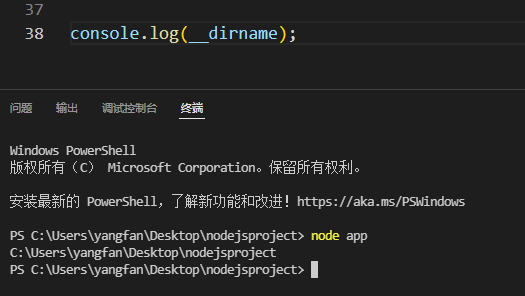 37
38 console.log(__dirname);
问题 输出 调试控制台 终端
Windows PowerShell
版权所有（C） Microsoft Corporation。保留所有权利。
安装最新的 PowerShell，了解新功能和改进！https://aka.ms/PSWindows
PS C:\Users\yangfan\Desktop\nodejsproject> node app
C:\Users\yangfan\Desktop\nodejsproject
PS C:\Users\yangfan\Desktop\nodejsproject>